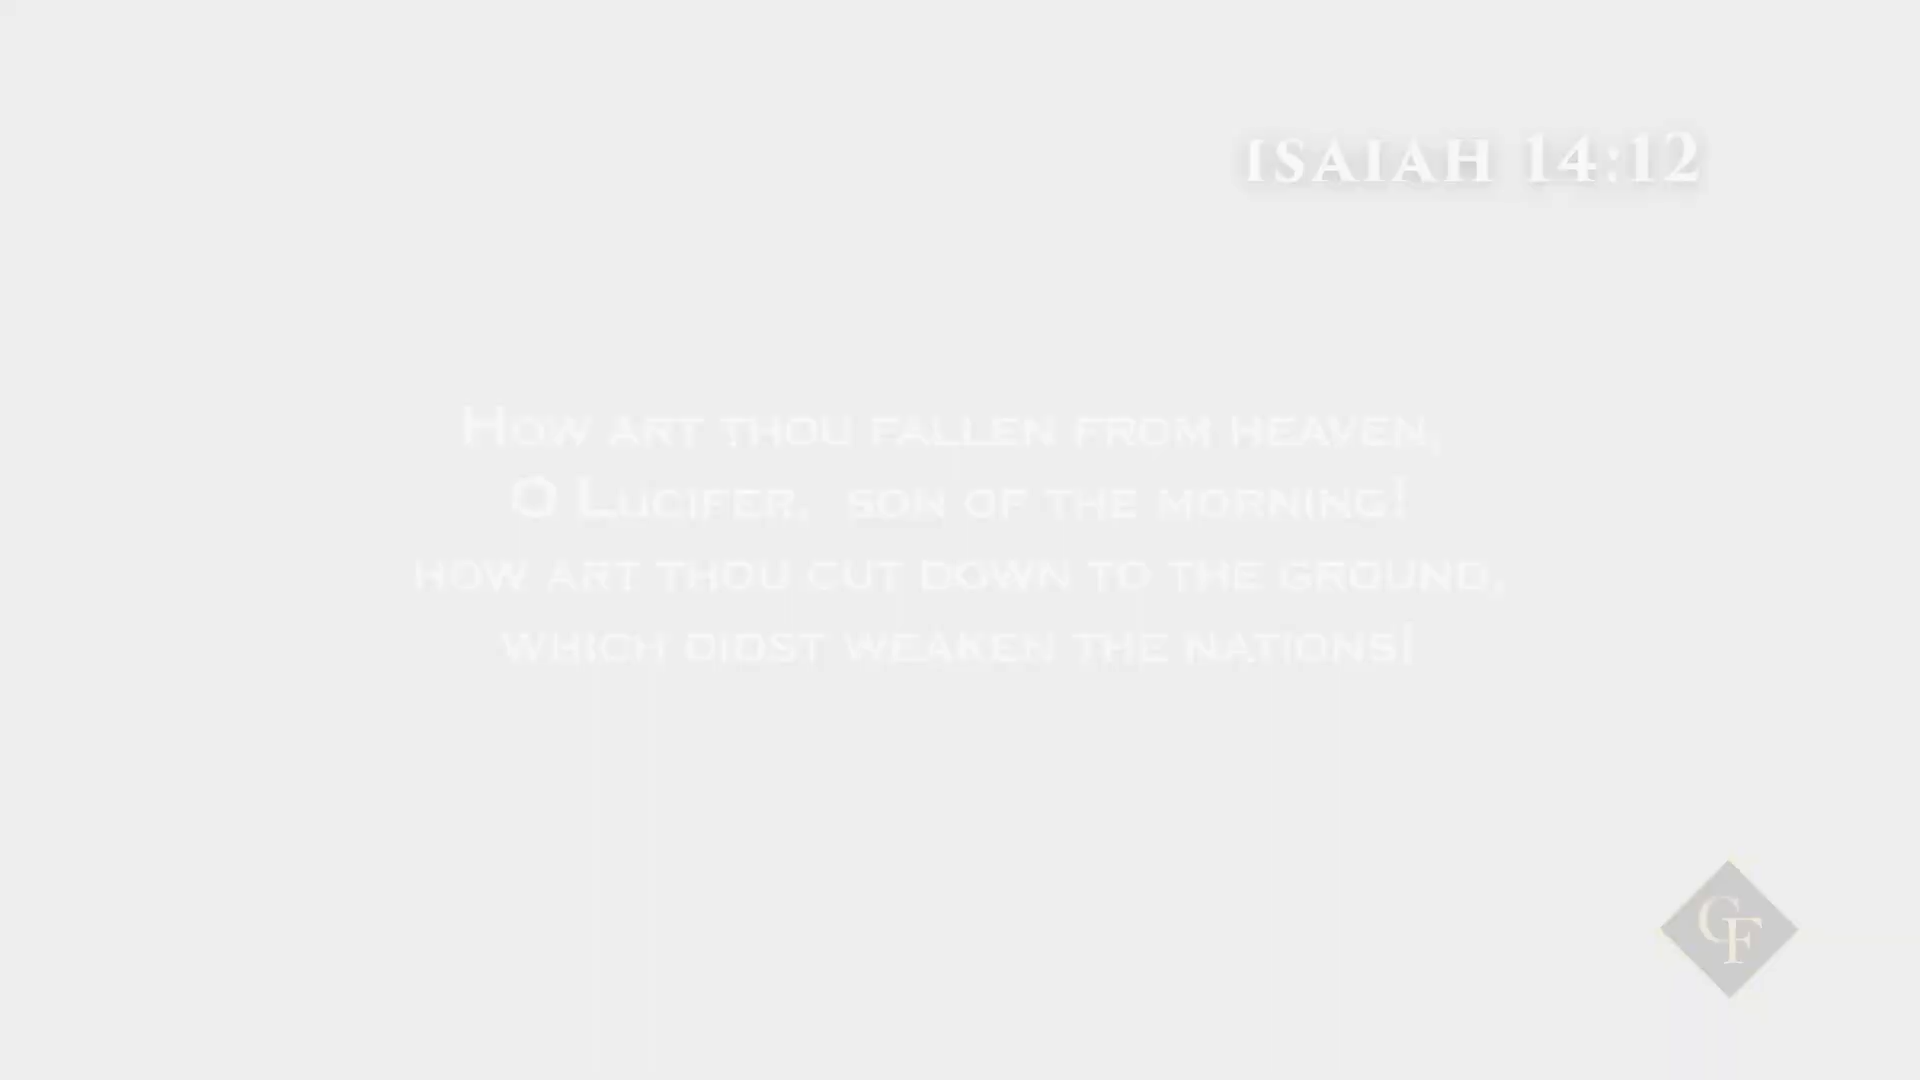 ISAIAH 14:12
HOW ART THOU FALLEN FROM HEAVEN,
O LUCIFER, SON OF THE MORNING!
HOW ART THOU CUT DOWN TO THE GROUND,
WHICH DIDST WEAKEN THE NATIONS!
GF